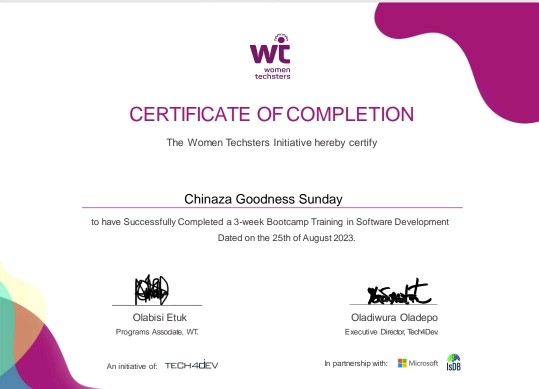 wt
women
techsters
CERTIFICATE OF COMPLETION
The Women Techsters Initiative hereby certify
Chinaza Goodness Sunday
to have Successfully Completed a 3-week Bootcamp Training in Software Development
Dated on the 25th of August 2023.
Olabisi Etuk
Programs Associate, WT.
Oladiwura Oladepo
Executive Director, Tech4Dev.
An initiative of: TECH4DEV
In partnership with: Microsoft IsDB